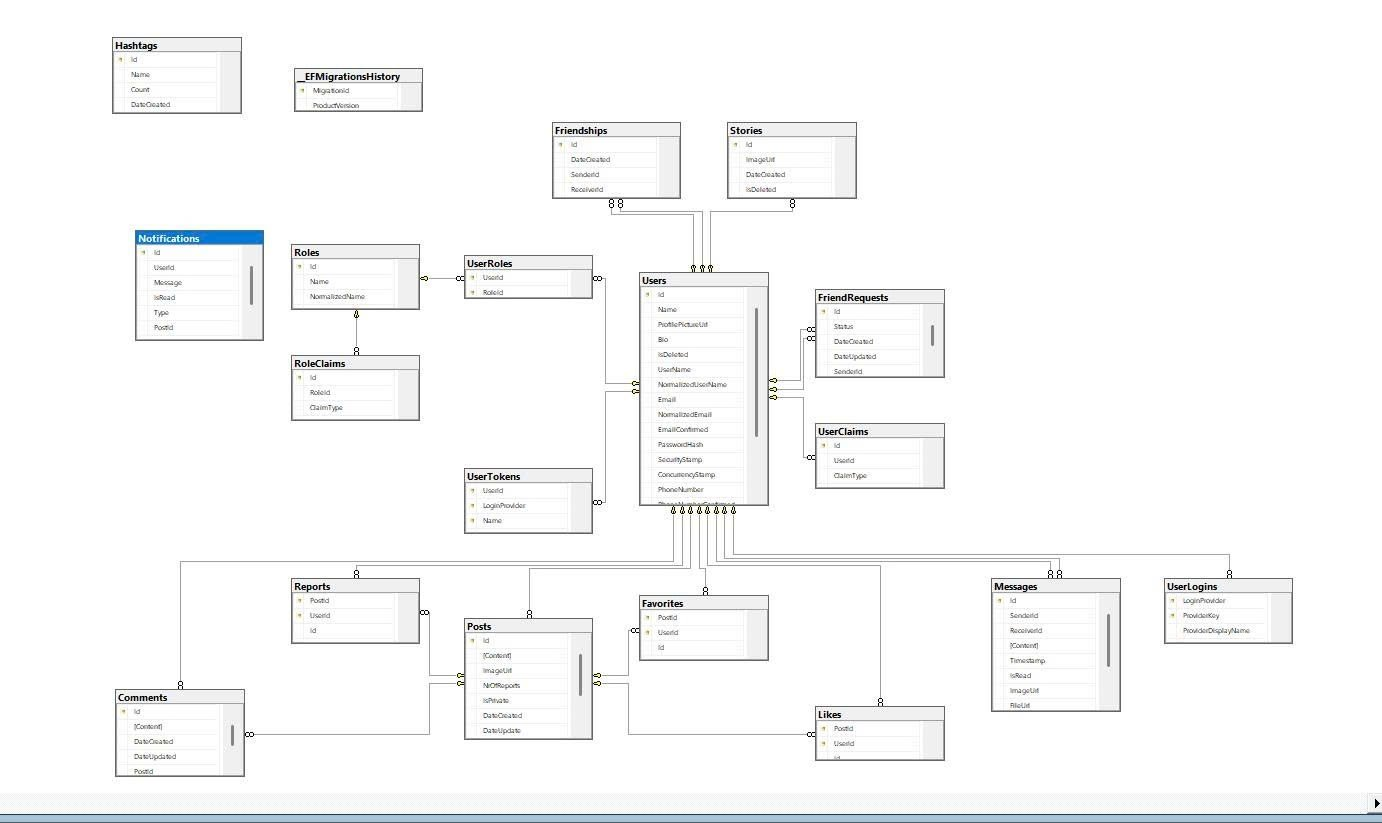 Hashtags
Id
Name
Count
DateCreated
__EFMigrationsHistory
MigrationId
ProductVersion
Friendships
Id
DateCreated
SenderId
ReceiverId
Stories
Id
ImageUrl
DateCreated
IsDeleted
Notifications
Id
UserId
Message
IsRead
Type
PostId
Roles
Id
Name
NormalizedName
UserRoles
UserId
RoleId
Users
Id
Name
ProfilePictureUrl
Bio
IsDeleted
UserName
NormalizedUserName
Email
NormalizedEmail
EmailConfirmed
PasswordHash
SecurityStamp
ConcurrencyStamp
PhoneNumber
PhoneNumberConfirmed
FriendRequests
Id
Status
DateCreated
DateUpdated
SenderId
RoleClaims
Id
RoleId
ClaimType
UserClaims
Id
UserId
ClaimType
UserTokens
UserId
LoginProvider
Name
Reports
PostId
UserId
Id
Posts
Id
[Content]
ImageUrl
NrOfReports
IsPrivate
DateCreated
DateUpdate
Favorites
PostId
UserId
Id
Messages
Id
SenderId
ReceiverId
[Content]
Timestamp
IsRead
ImageUrl
FileUrl
UserLogins
LoginProvider
ProviderKey
ProviderDisplayName
Comments
Id
[Content]
DateCreated
DateUpdated
PostId
Likes
PostId
UserId
Id